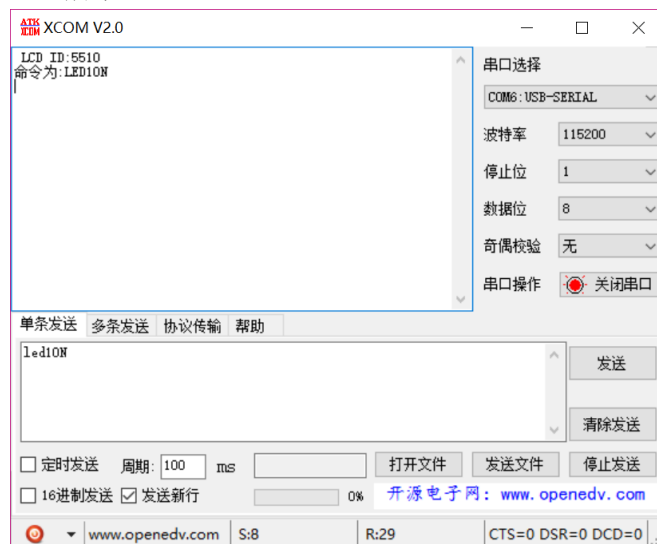 ATK
XCOM
XCOM V2.0
LCD ID:5510
命令为:LED1ON
串口选择
COM6:USB-SERIAL
波特率 115200
停止位 1
数据位 8
奇偶校验 无
串口操作 关闭串口
单条发送 多条发送 协议传输 帮助
led1ON
发送
清除发送
定时发送 周期: 100 ms 打开文件 发送文件 停止发送
16进制发送 发送新行 0% 开源电子网: www.openedv.com
www.openedv.com S:8 R:29 CTS=0 DSR=0 DCD=0